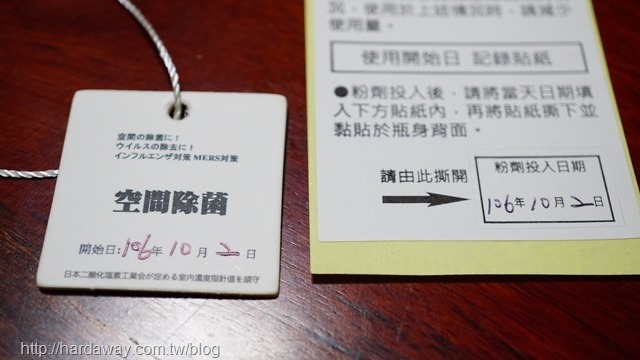 空間の除菌に!
ウイルスの除去に!
インフルエンザ対策 MERS対策
空間除菌
開始日:106年 10 月 2 日
日本二酸化塩素工業会が定める室内濃度指針値を順守
況，使用於上述情況時，請減少
使用量。
使用開始日 記錄貼紙
●粉劑投入後，請將當天日期填
入下方貼紙內，再將貼紙撕下並
黏貼於瓶身背面。
請由此撕開
粉劑投入日期
106年 10月 2日
http://hardaway.com.tw/blog